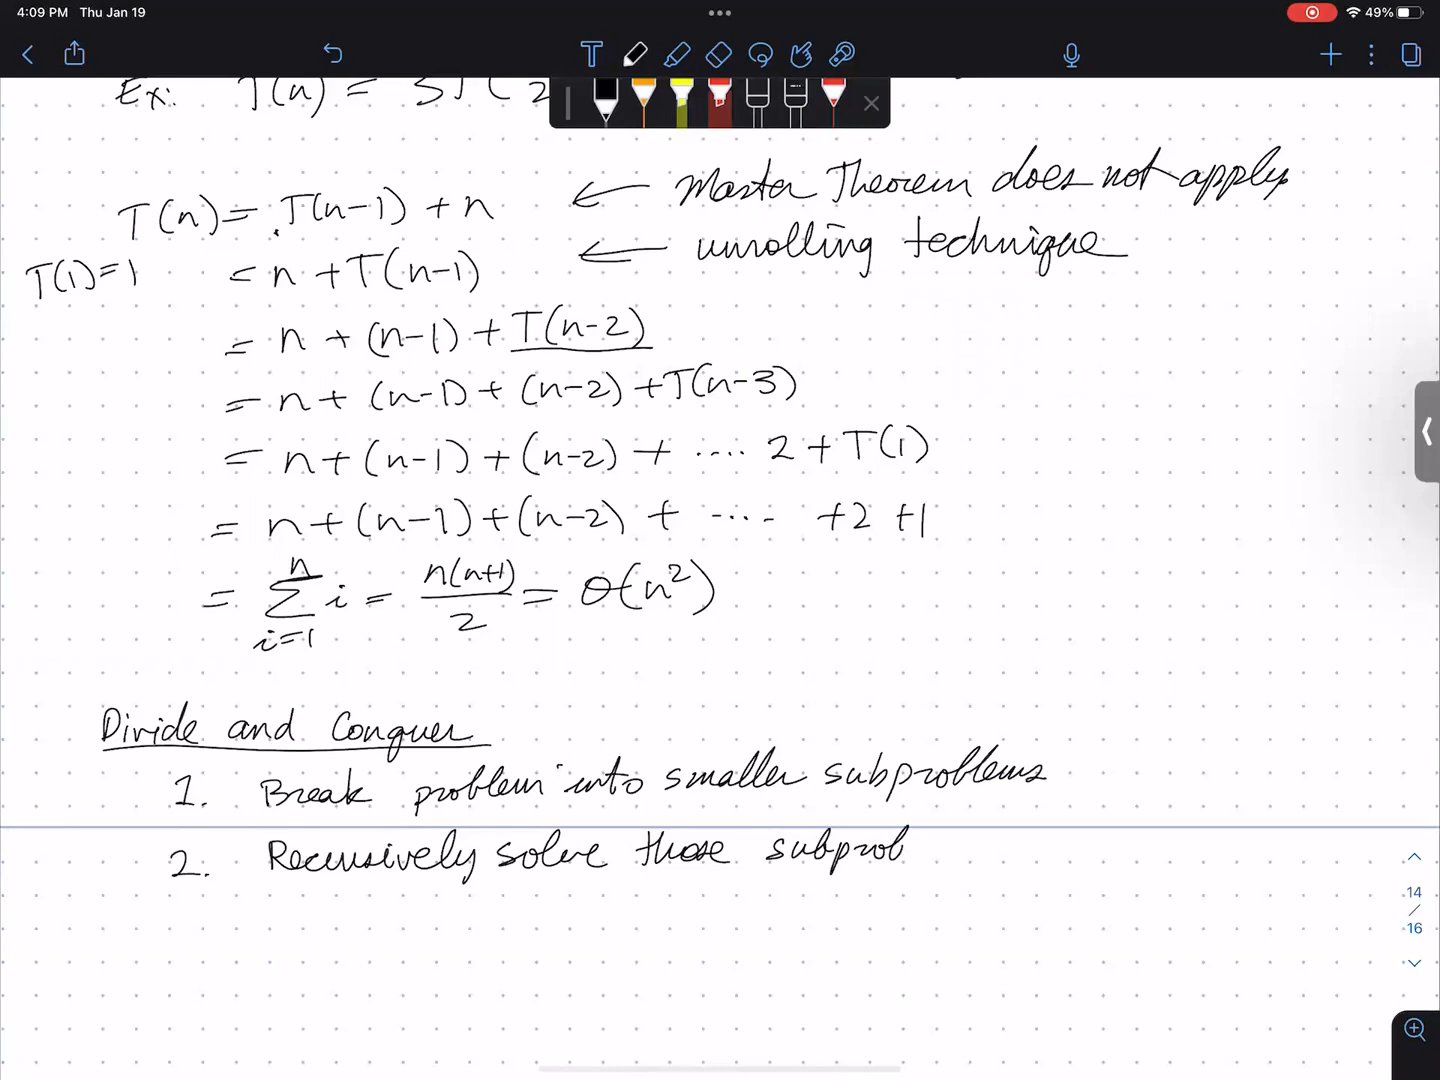 4:09 PM Thu Jan 19
49%
Ex: T(n) =
T(n) = T(n-1) + n ← Master Theorem does not apply
T(1)=1 = n + T(n-1) ← unrolling technique
= n + (n-1) + T(n-2)
= n + (n-1) + (n-2) + T(n-3)
= n + (n-1) + (n-2) + .... 2 + T(1)
= n + (n-1) + (n-2) + .... +2 +1
= n∑i=1 i = n(n+1)/2 = Θ(n²)
Divide and Conquer
1. Break problem into smaller subproblems
2. Recursively solve those subprob
14
/
16